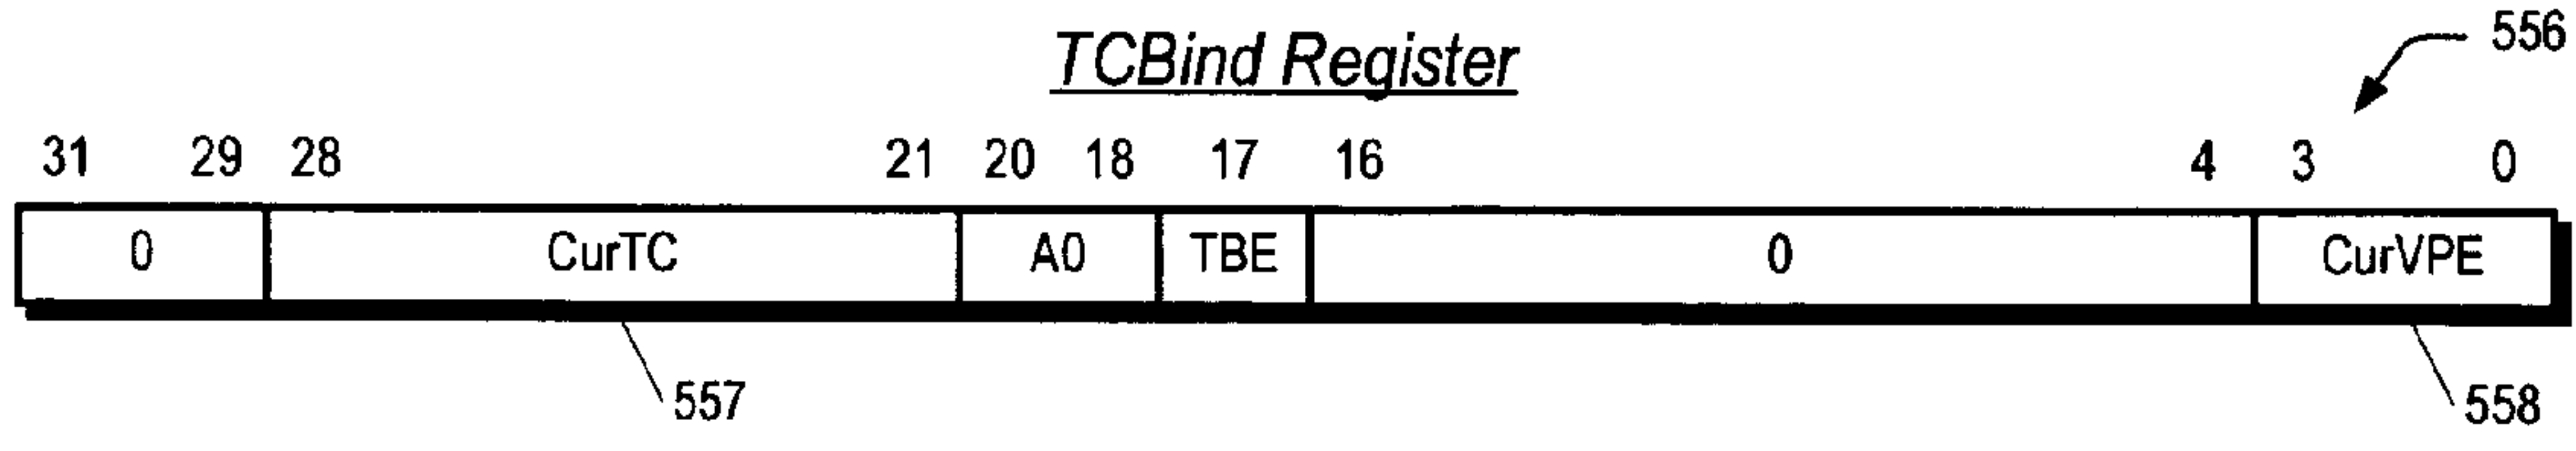 TCBind Register
556
31 29 28 21 20 18 17 16 4 3 0
0 CurTC A0 TBE 0 CurVPE
557 558